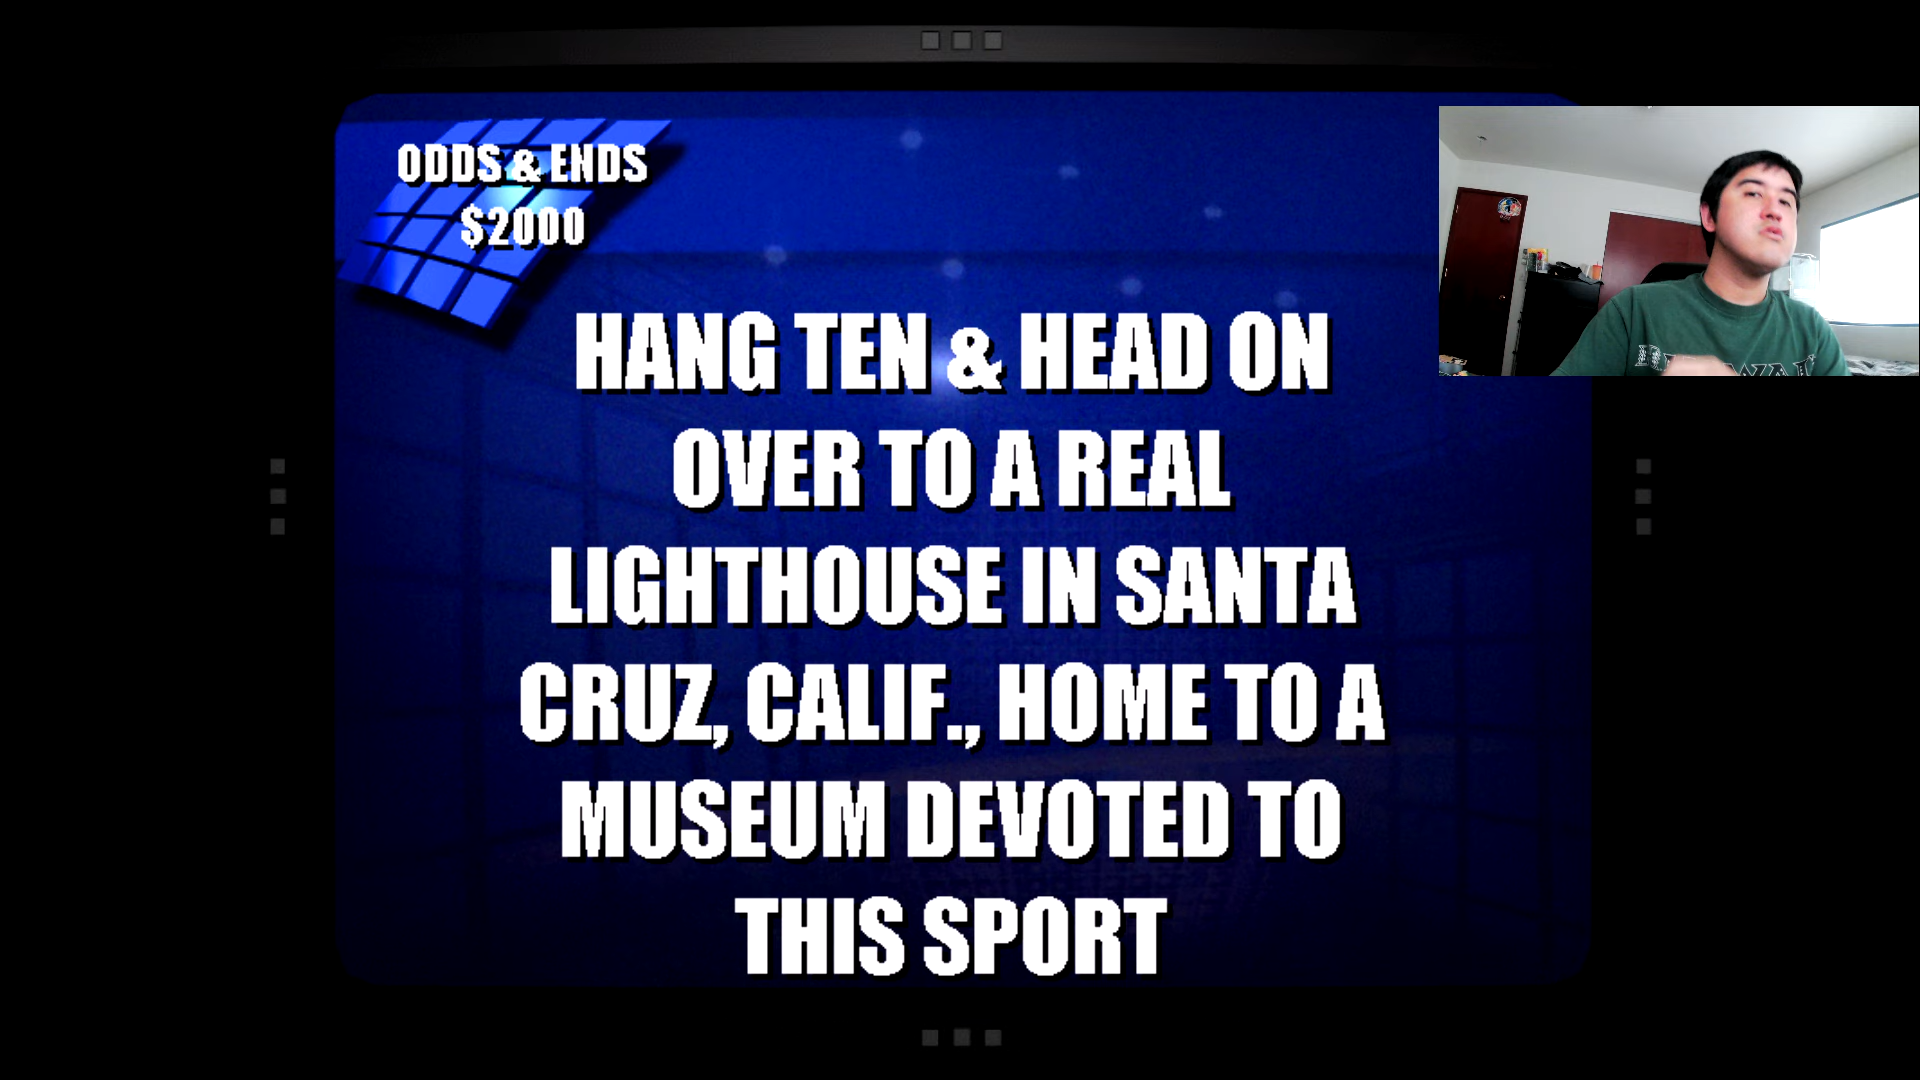 ODDS & ENDS
$2000
HANG TEN & HEAD ON
OVER TO A REAL
LIGHTHOUSE IN SANTA
CRUZ, CALIF., HOME TO A
MUSEUM DEVOTED TO
THIS SPORT